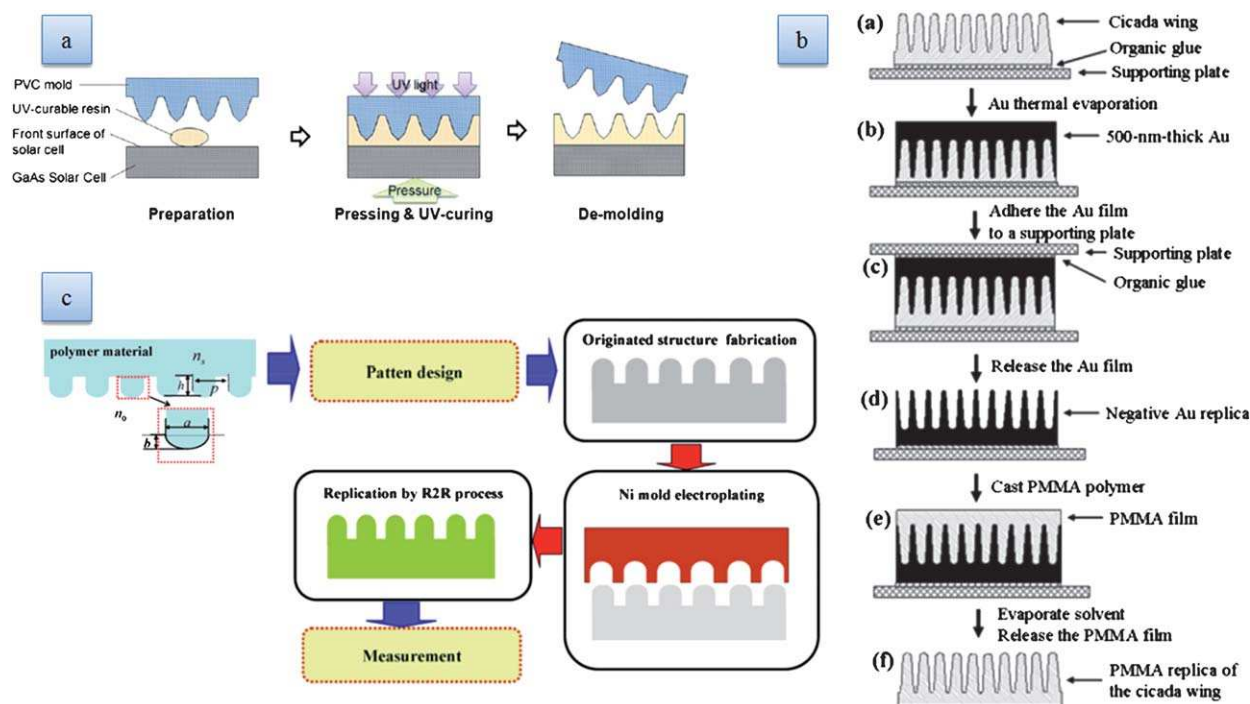 a
PVC mold
UV-curable resin
Front surface of
solar cell
GaAs Solar Cell
Preparation
UV light
Pressure
Pressing & UV-curing
De-molding
b
(a)
Cicada wing
Organic glue
Supporting plate
Au thermal evaporation
(b)
500-nm-thick Au
Adhere the Au film
to a supporting plate
(c)
Supporting plate
Organic glue
Release the Au film
(d)
Negative Au replica
Cast PMMA polymer
(e)
PMMA film
Evaporate solvent
Release the PMMA film
(f)
PMMA replica of
the cicada wing
c
polymer material
ns
h
p
n0
a
b
Patten design
Originated structure fabrication
Ni mold electroplating
Replication by R2R process
Measurement